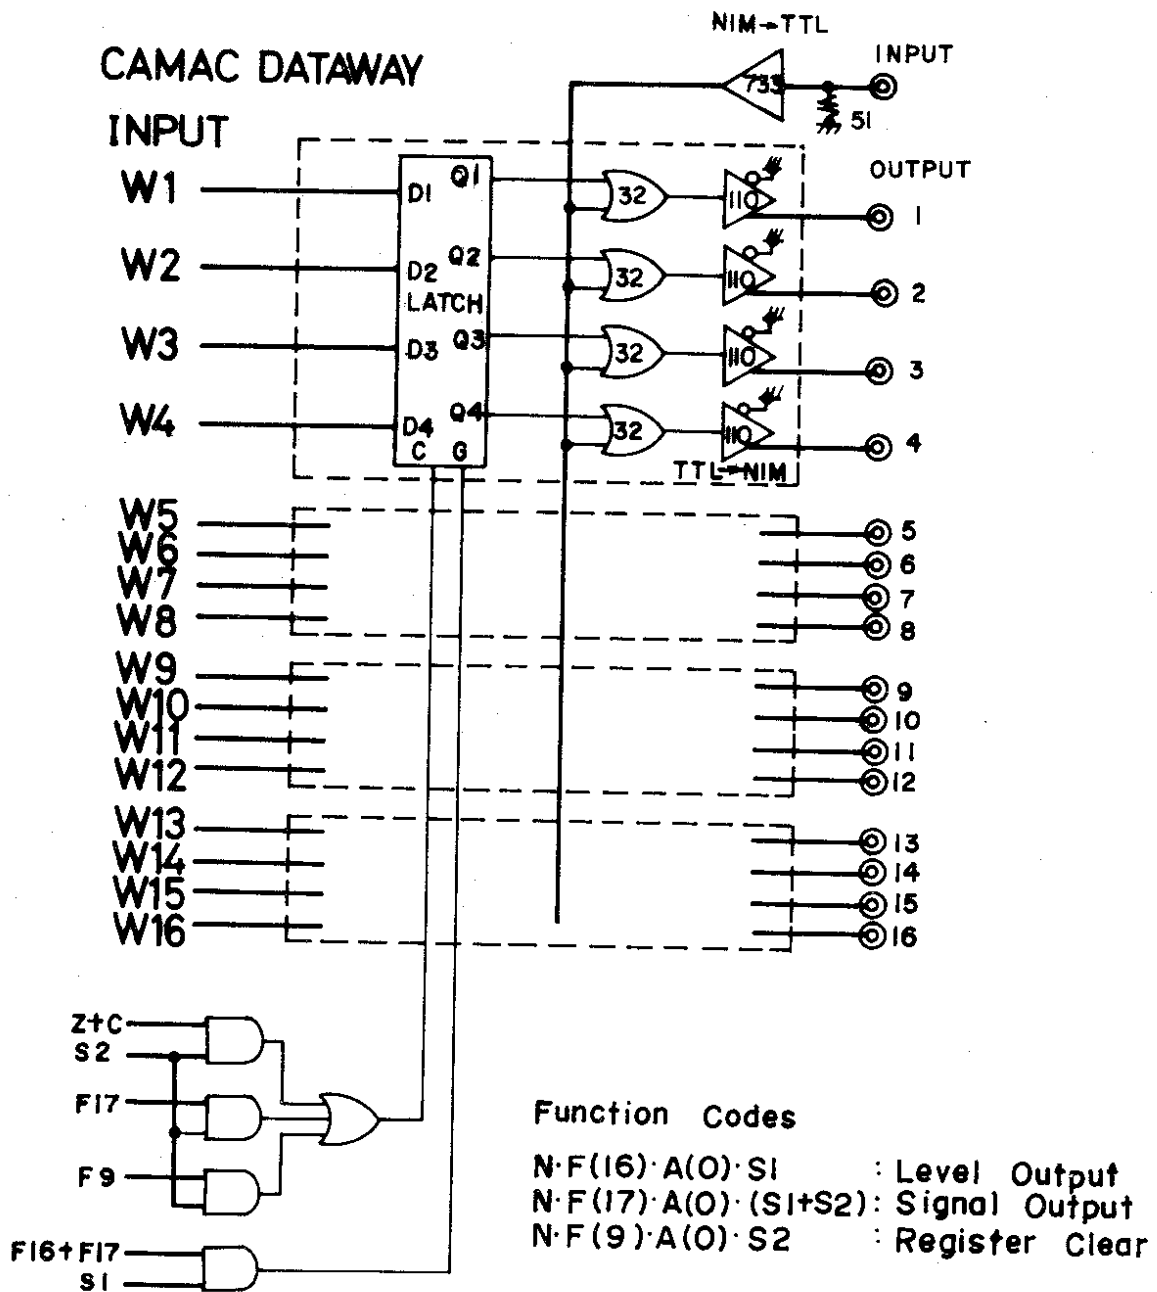 NIM→TTL
CAMAC DATAWAY
INPUT
733
51
INPUT
OUTPUT
W1
D1
Q1
32
110
1
W2
D2
Q2
32
110
2
LATCH
W3
D3
Q3
32
110
3
W4
D4
Q4
32
110
4
C G
TTL→NIM
W5
5
W6
6
W7
7
W8
8
W9
9
W10
10
W11
11
W12
12
W13
13
W14
14
W15
15
W16
16
Z+C
S2
F17
F9
F16+F17
S1
Function Codes
N·F(16)·A(0)·S1 : Level Output
N·F(17)·A(0)·(S1+S2): Signal Output
N·F(9)·A(0)·S2 : Register Clear